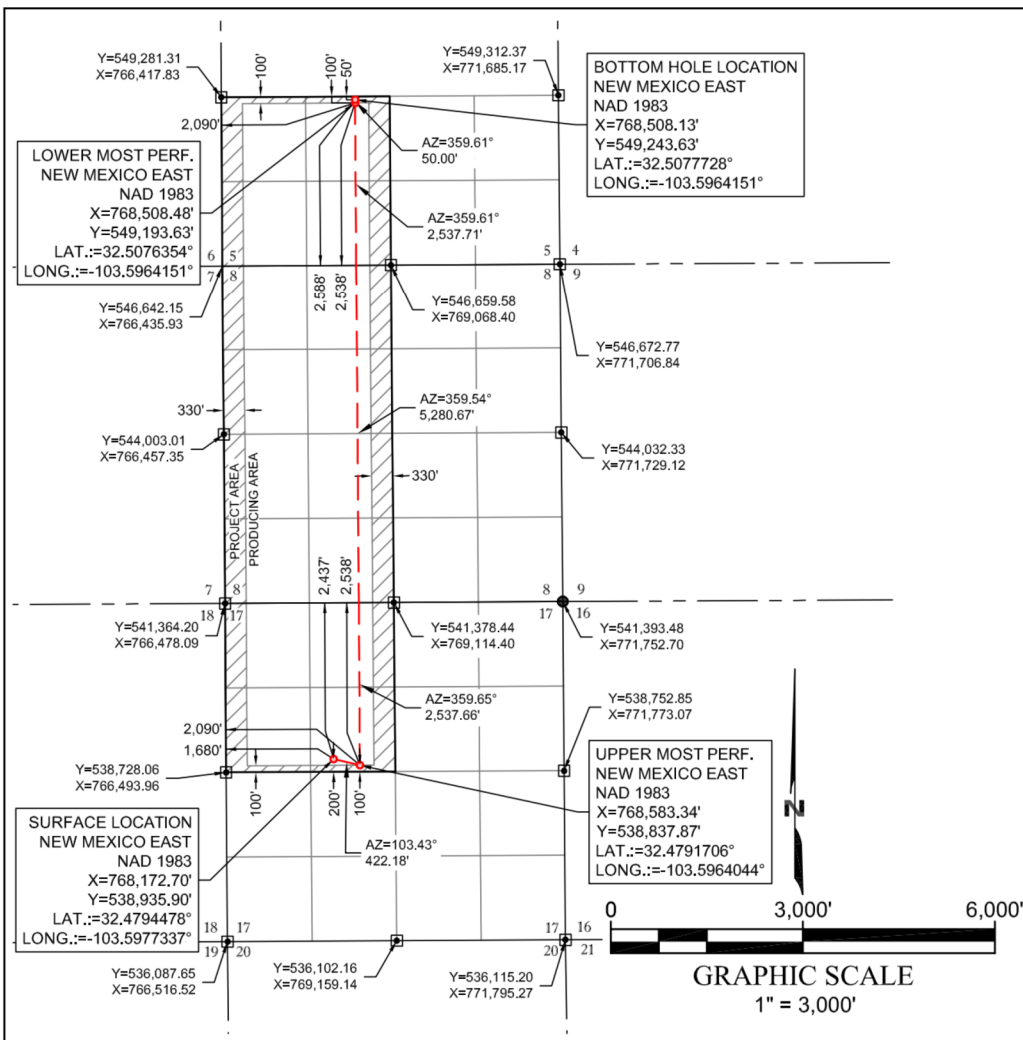 Y=549,281.31
X=766,417.83
100'
100'
50'
Y=549,312.37
X=771,685.17
BOTTOM HOLE LOCATION
NEW MEXICO EAST
NAD 1983
X=768,508.13'
Y=549,243.63'
LAT.:=32.5077728°
LONG.:=-103.5964151°
2,090'
AZ=359.61°
50.00'
LOWER MOST PERF.
NEW MEXICO EAST
NAD 1983
X=768,508.48'
Y=549,193.63'
LAT.:=32.5076354°
LONG.:=-103.5964151°
AZ=359.61°
2,537.71'
6 5
7 8
5 4
8 9
2,588'
2,538'
Y=546,642.15
X=766,435.93
Y=546,659.58
X=769,068.40
Y=546,672.77
X=771,706.84
330'
AZ=359.54°
5,280.67'
Y=544,003.01
X=766,457.35
Y=544,032.33
X=771,729.12
330'
PROJECT AREA
PRODUCING AREA
2,437'
2,538'
7 8
18 17
8 9
17 16
Y=541,364.20
X=766,478.09
Y=541,378.44
X=769,114.40
Y=541,393.48
X=771,752.70
AZ=359.65°
2,537.66'
Y=538,752.85
X=771,773.07
2,090'
1,680'
Y=538,728.06
X=766,493.96
100'
200'
100'
UPPER MOST PERF.
NEW MEXICO EAST
NAD 1983
X=768,583.34'
Y=538,837.87'
LAT.:=32.4791706°
LONG.:=-103.5964044°
N
SURFACE LOCATION
NEW MEXICO EAST
NAD 1983
X=768,172.70'
Y=538,935.90'
LAT.:=32.4794478°
LONG.:=-103.5977337°
AZ=103.43°
422.18'
18 17
19 20
17 16
20 21
Y=536,087.65
X=766,516.52
Y=536,102.16
X=769,159.14
Y=536,115.20
X=771,795.27
0 3,000' 6,000'
GRAPHIC SCALE
1" = 3,000'